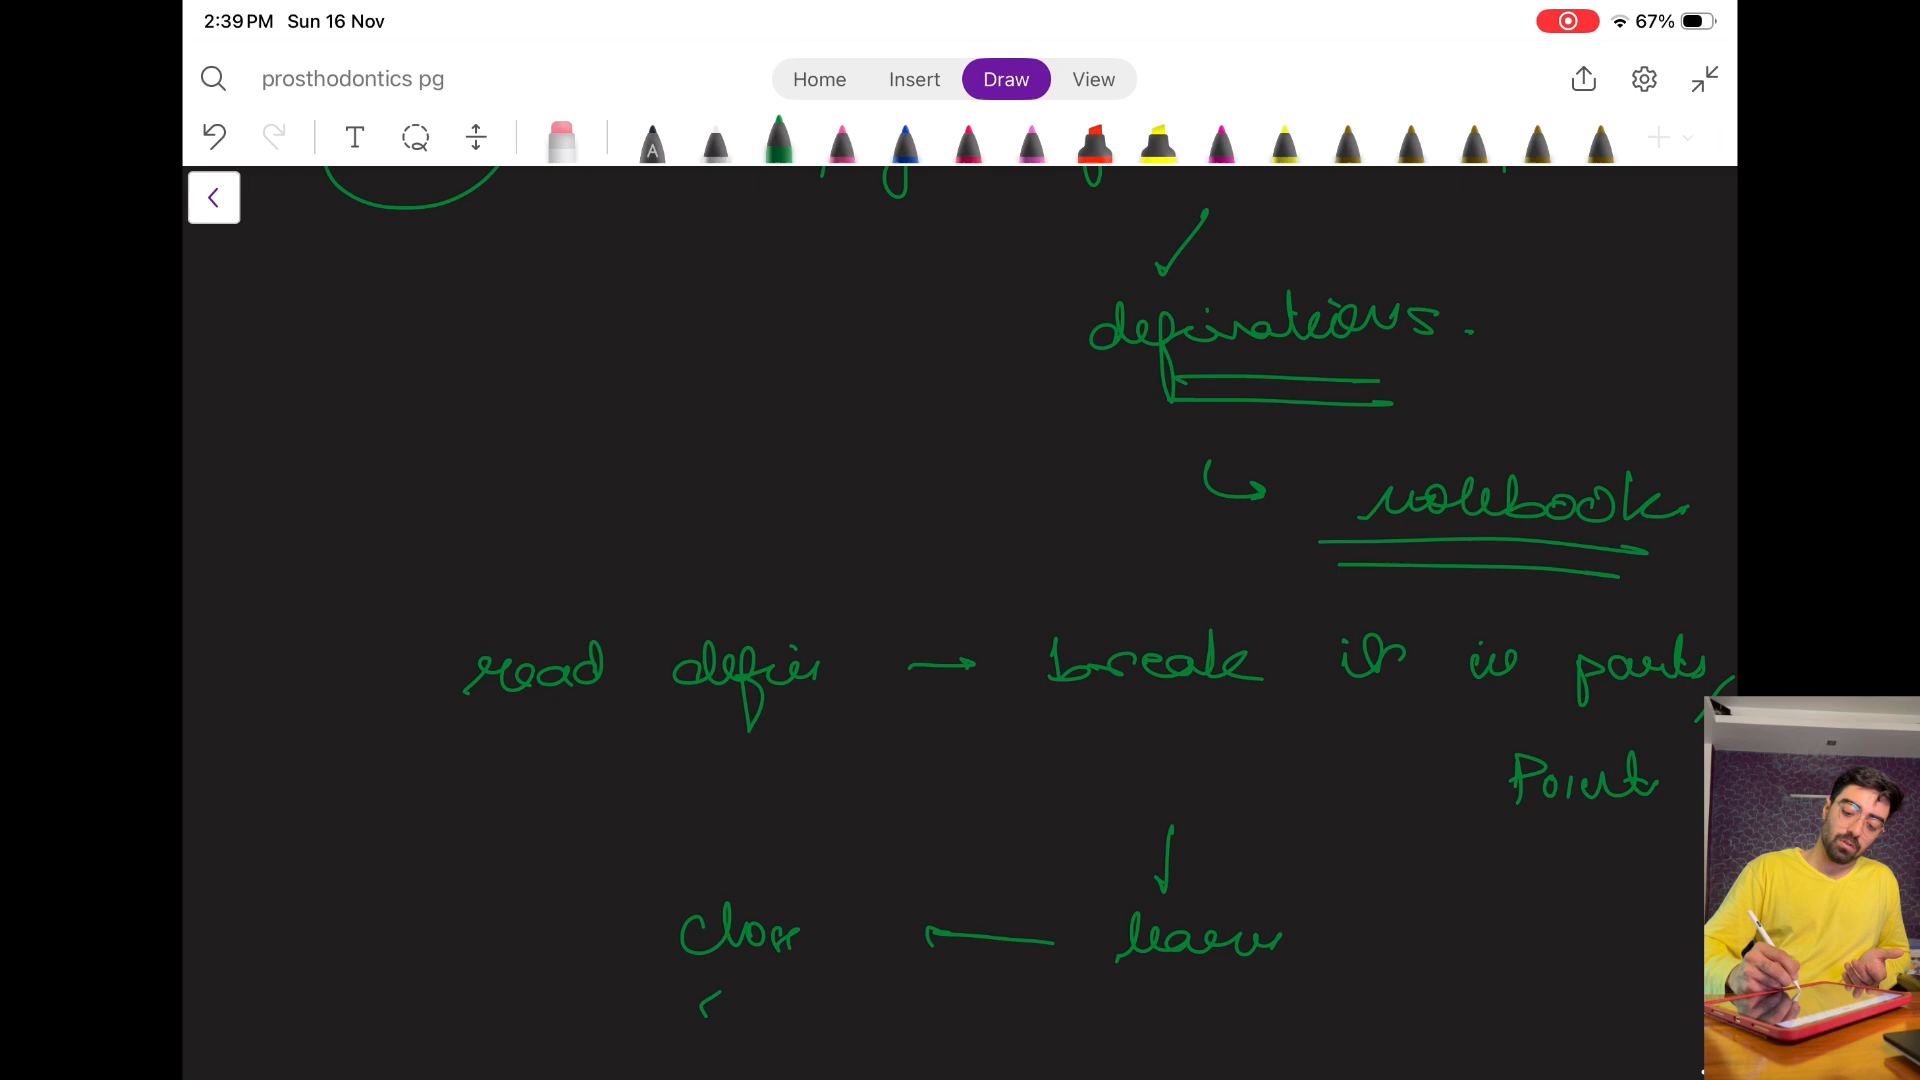 2:39 PM Sun 16 Nov 67%
prosthodontics pg Home Insert Draw View
T A
definations.
notebook
read defin → break it in parts/
Point
Close ← learn